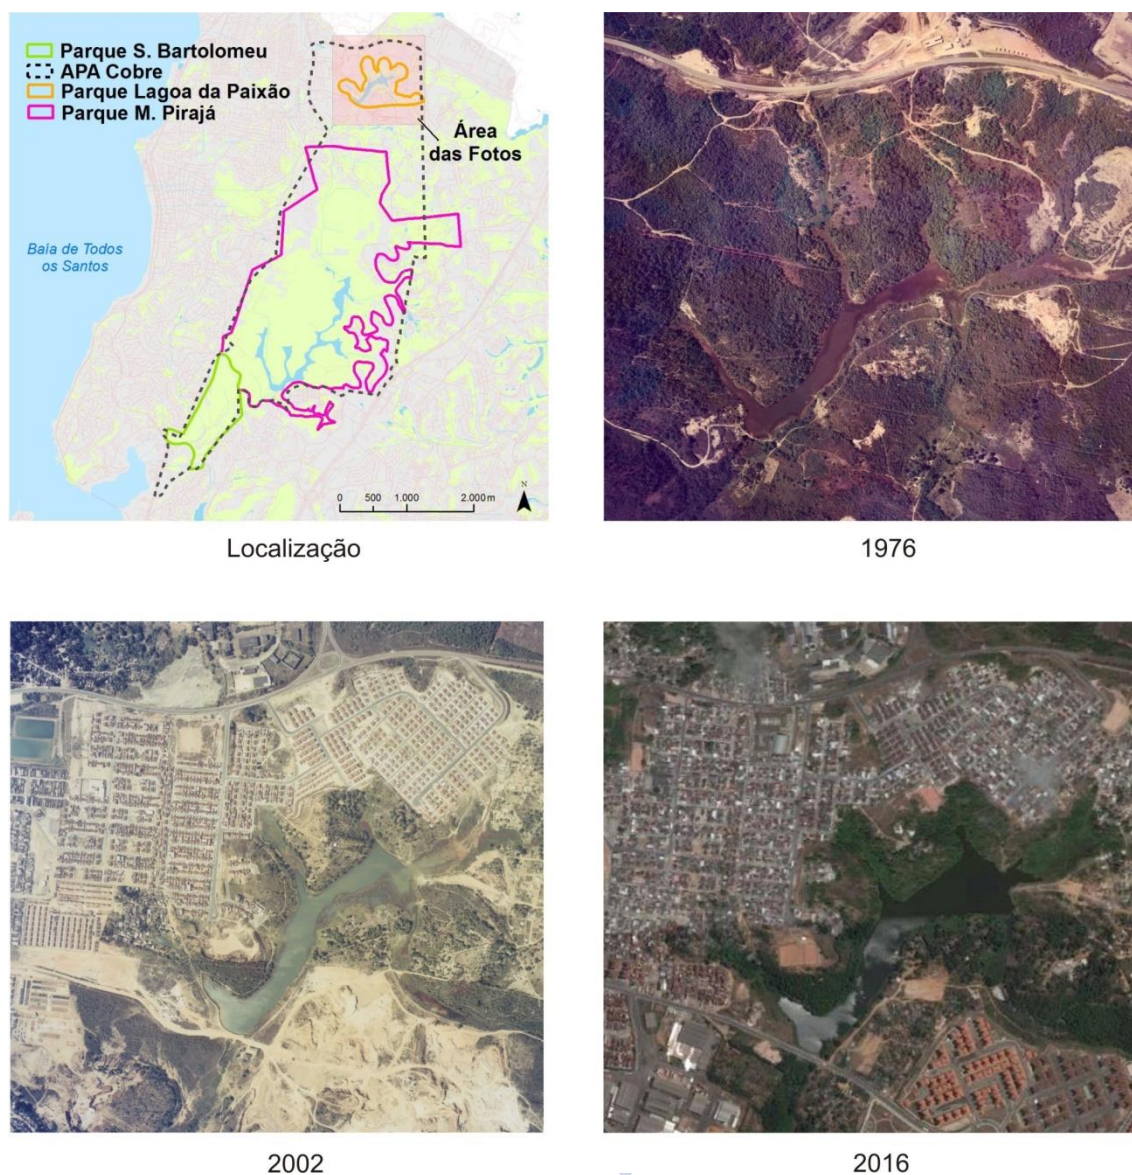 Parque S. Bartolomeu
APA Cobre
Parque Lagoa da Paixão
Parque M. Pirajá
Área
das Fotos
Baía de Todos
os Santos
N
0 500 1.000 2.000 m
Localização
1976
2002
2016